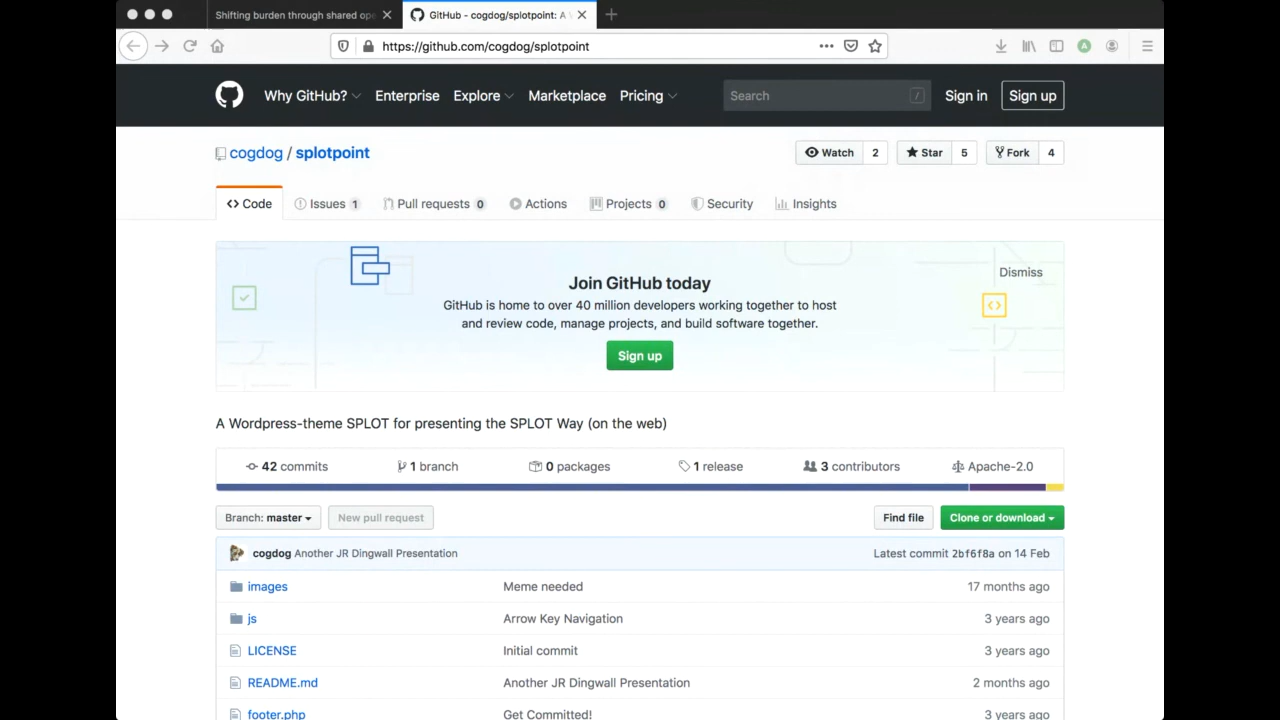 Shifting burden through shared ope
GitHub - cogdog/splotpoint: A W
https://github.com/cogdog/splotpoint
Why GitHub? Enterprise Explore Marketplace Pricing Search / Sign in Sign up
cogdog / splotpoint Watch 2 Star 5 Fork 4
Code Issues 1 Pull requests 0 Actions Projects 0 Security Insights
Join GitHub today
Dismiss
GitHub is home to over 40 million developers working together to host
and review code, manage projects, and build software together.
Sign up
A Wordpress-theme SPLOT for presenting the SPLOT Way (on the web)
42 commits 1 branch 0 packages 1 release 3 contributors Apache-2.0
Branch: master New pull request Find file Clone or download
cogdog Another JR Dingwall Presentation Latest commit 2bf6f8a on 14 Feb
images Meme needed 17 months ago
js Arrow Key Navigation 3 years ago
LICENSE Initial commit 3 years ago
README.md Another JR Dingwall Presentation 2 months ago
footer.php Get Committed! 3 years ago